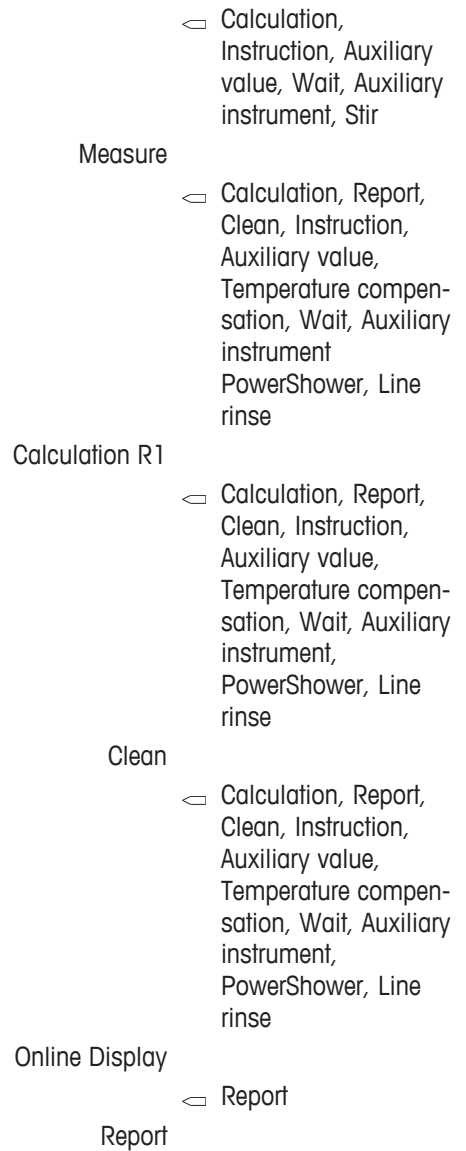 Calculation,
Instruction, Auxiliary
value, Wait, Auxiliary
instrument, Stir
Measure
Calculation, Report,
Clean, Instruction,
Auxiliary value,
Temperature compen-
sation, Wait, Auxiliary
instrument
PowerShower, Line
rinse
Calculation R1
Calculation, Report,
Clean, Instruction,
Auxiliary value,
Temperature compen-
sation, Wait, Auxiliary
instrument,
PowerShower, Line
rinse
Clean
Calculation, Report,
Clean, Instruction,
Auxiliary value,
Temperature compen-
sation, Wait, Auxiliary
instrument,
PowerShower, Line
rinse
Online Display
Report
Report